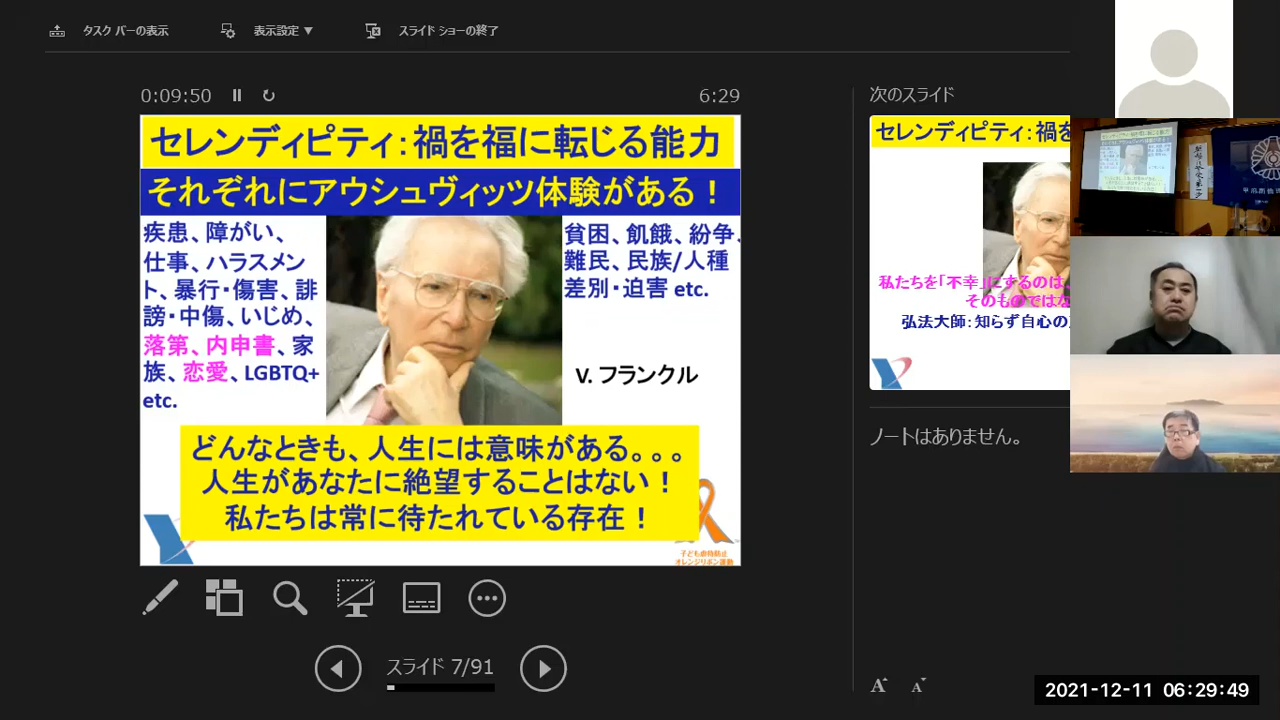 タスク バーの表示
表示設定 ▼
スライド ショーの終了
0:09:50
6:29
セレンディピティ：禍を福に転じる能力
それぞれにアウシュヴィッツ体験がある！
疾患、障がい、
仕事、ハラスメン
ト、暴行・傷害、誹
謗・中傷、いじめ、
落第、内申書、家
族、恋愛、LGBTQ+
etc.
貧困、飢餓、紛争、
難民、民族/人種
差別・迫害 etc.
V. フランクル
どんなときも、人生には意味がある。。。
人生があなたに絶望することはない！
私たちは常に待たれている存在！
子ども虐待防止
オレンジリボン運動
スライド 7/91
次のスライド
セレンディピティ：禍を
私たちを「不幸」にするのは、
そのものではな
弘法大師：知らず自心の
ノートはありません。
A A
2021-12-11 06:29:49